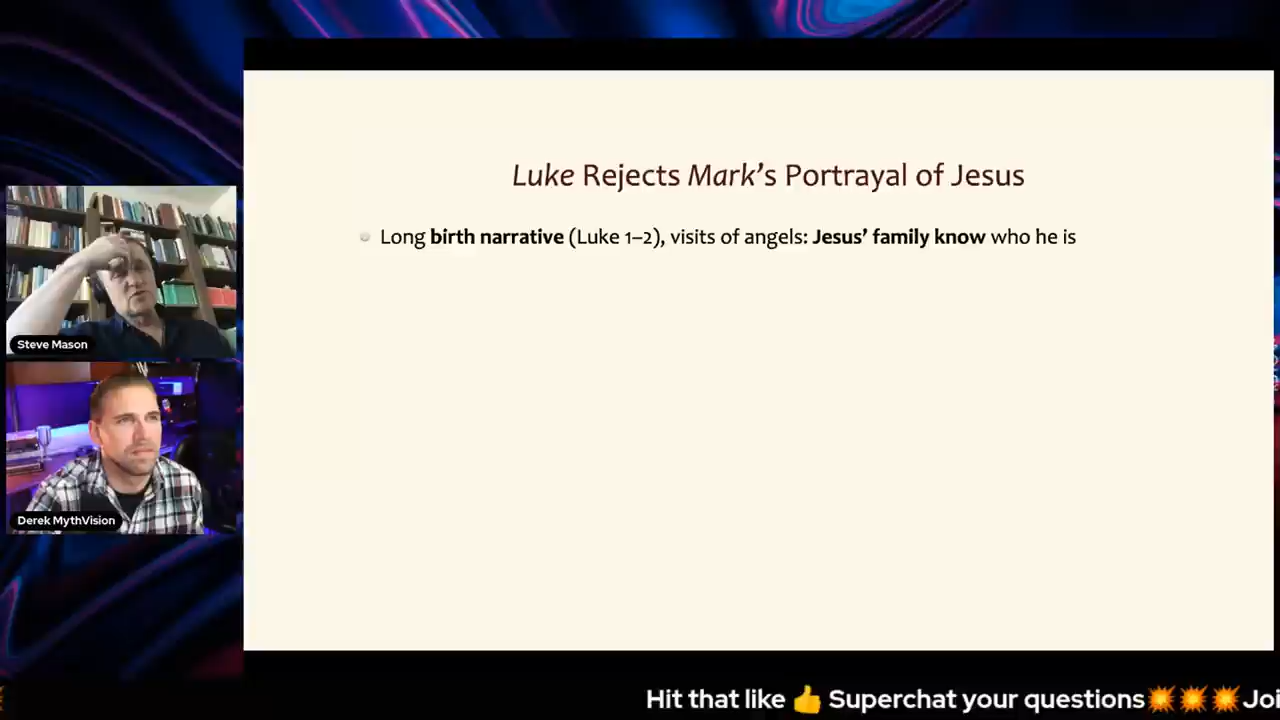 Luke Rejects Mark's Portrayal of Jesus
Long birth narrative (Luke 1–2), visits of angels: Jesus' family know who he is
Steve Mason
Derek MythVision
Hit that like 👍 Superchat your questions💥💥💥Joi